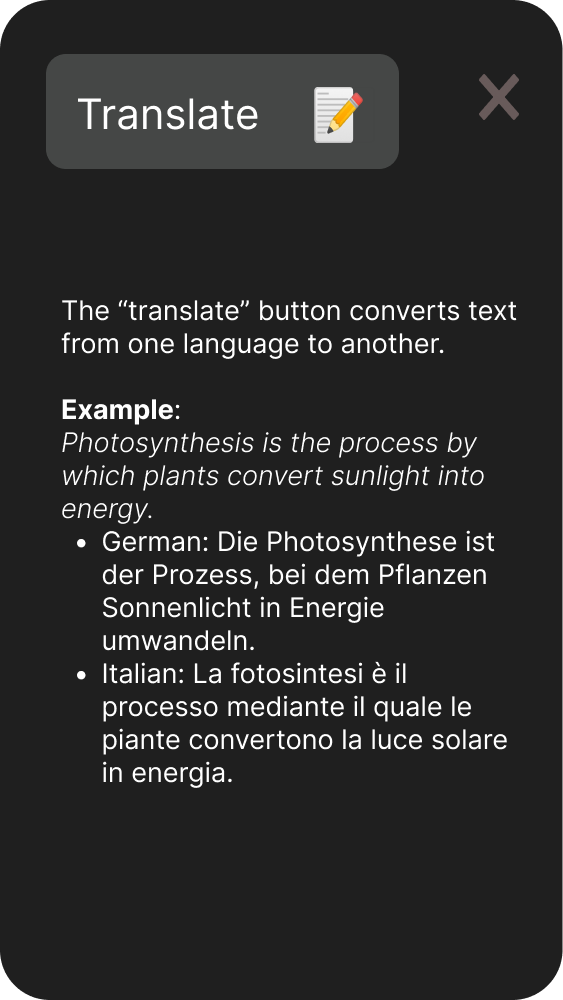 Translate
The “translate” button converts text
from one language to another.
Example:
Photosynthesis is the process by
which plants convert sunlight into
energy.
• German: Die Photosynthese ist
der Prozess, bei dem Pflanzen
Sonnenlicht in Energie
umwandeln.
• Italian: La fotosintesi è il
processo mediante il quale le
piante convertono la luce solare
in energia.